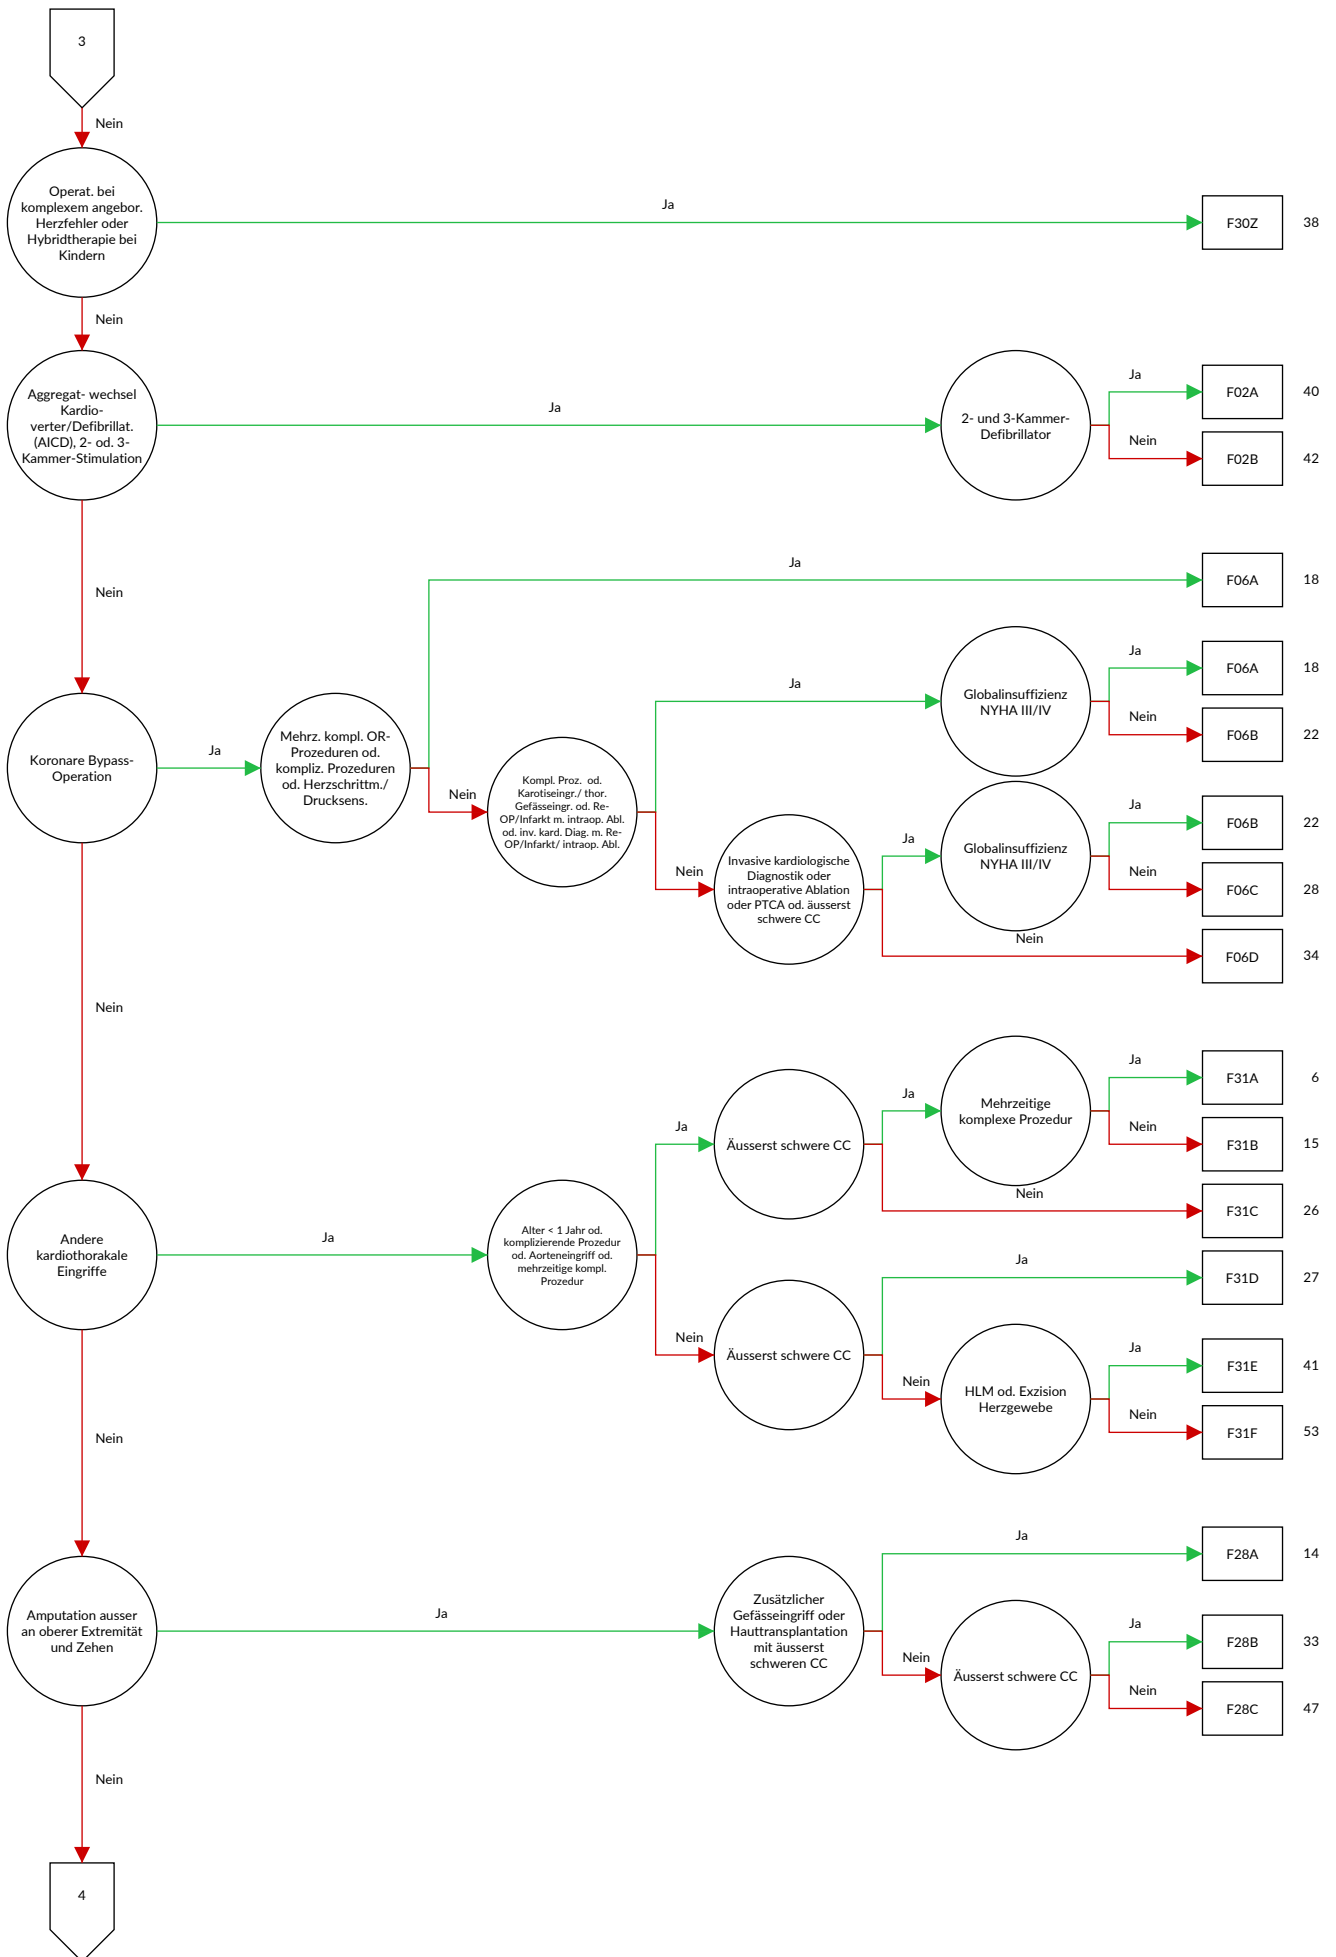 3
Nein
Operat. bei
komplexem angebor.
Herzfehler oder
Hybridtherapie bei
Kindern
Ja
F30Z
38
Nein
Aggregat- wechsel
Kardio-
verter/Defibrillat.
(AICD), 2- od. 3-
Kammer-Stimulation
Ja
2- und 3-Kammer-
Defibrillator
Ja
F02A
40
Nein
F02B
42
Nein
Koronare Bypass-
Operation
Ja
Mehrz. kompl. OR-
Prozeduren od.
kompliz. Prozeduren
od. Herzschrittm./
Drucksens.
Ja
F06A
18
Nein
Kompl. Proz. od.
Karotiseingr./ thor.
Gefässeingr. od. Re-
OP/Infarkt m. intraop. Abl.
od. inv. kard. Diag. m. Re-
OP/Infarkt/ intraop. Abl.
Ja
Globalinsuffizienz
NYHA III/IV
Ja
F06A
18
Nein
F06B
22
Nein
Invasive kardiologische
Diagnostik oder
intraoperative Ablation
oder PTCA od. äusserst
schwere CC
Ja
Globalinsuffizienz
NYHA III/IV
Ja
F06B
22
Nein
F06C
28
Nein
F06D
34
Nein
Andere
kardiothorakale
Eingriffe
Ja
Alter < 1 Jahr od.
komplizierende Prozedur
od. Aorteneingriff od.
mehrzeitige kompl.
Prozedur
Ja
Äusserst schwere CC
Ja
Mehrzeitige
komplexe Prozedur
Ja
F31A
6
Nein
F31B
15
Nein
F31C
26
Nein
Äusserst schwere CC
Ja
F31D
27
Nein
HLM od. Exzision
Herzgewebe
Ja
F31E
41
Nein
F31F
53
Nein
Amputation ausser
an oberer Extremität
und Zehen
Ja
Zusätzlicher
Gefässeingriff oder
Hauttransplantation
mit äusserst
schweren CC
Ja
F28A
14
Nein
Äusserst schwere CC
Ja
F28B
33
Nein
F28C
47
Nein
4